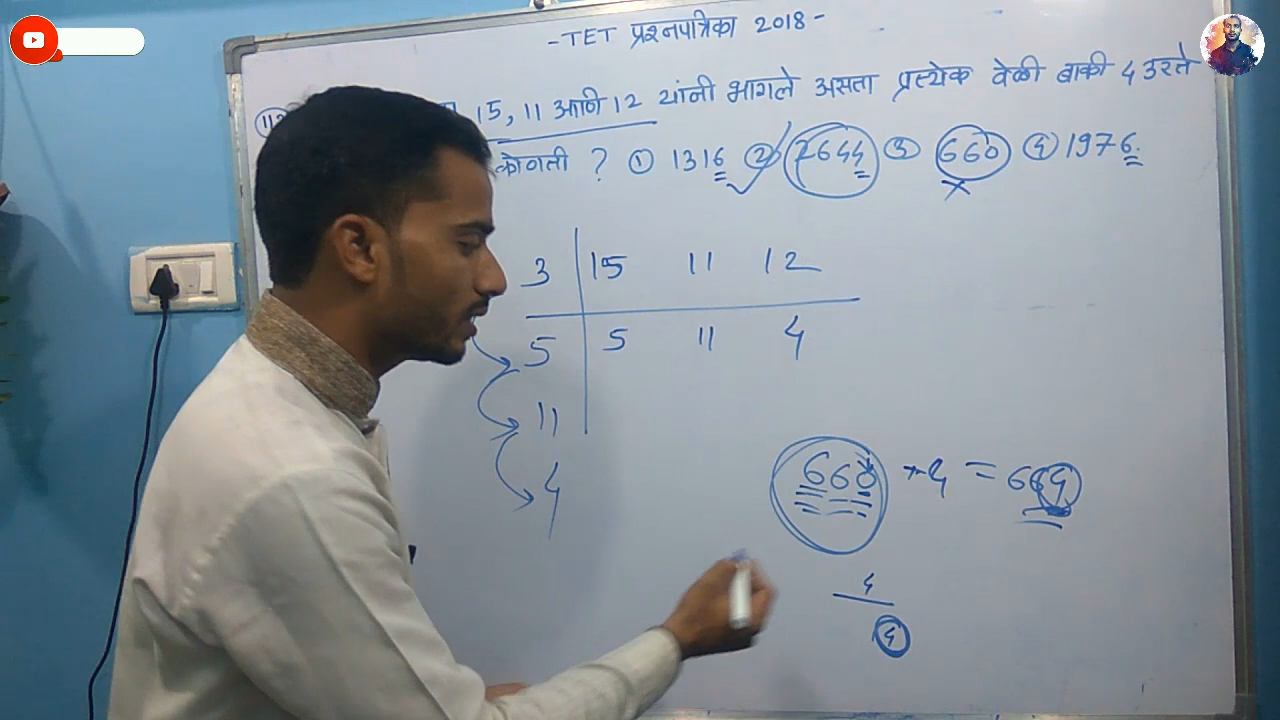 -TET प्रश्नपत्रिका 2018-
15, 11 आणि 12 यांनी भागले असता प्रत्येक वेळी बाकी ५ उरते
कोणती ? ① 1316 ② 2644 ③ 660 ④ 1976
3 15 11 12
5 5 11 4
11
4
660 + 4 = 664
4
4